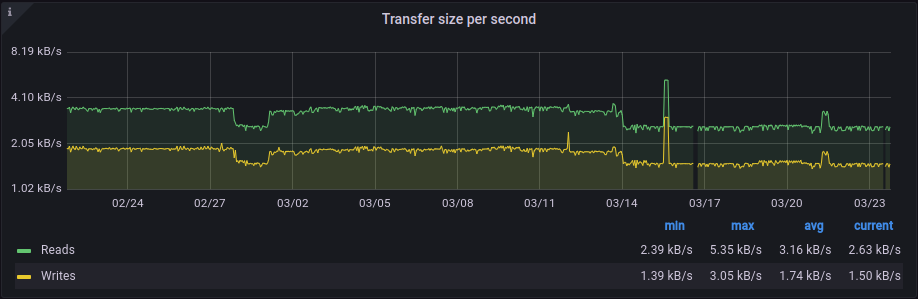 i
Transfer size per second
8.19 kB/s
4.10 kB/s
2.05 kB/s
1.02 kB/s
02/24 02/27 03/02 03/05 03/08 03/11 03/14 03/17 03/20 03/23
min max avg current
Reads 2.39 kB/s 5.35 kB/s 3.16 kB/s 2.63 kB/s
Writes 1.39 kB/s 3.05 kB/s 1.74 kB/s 1.50 kB/s